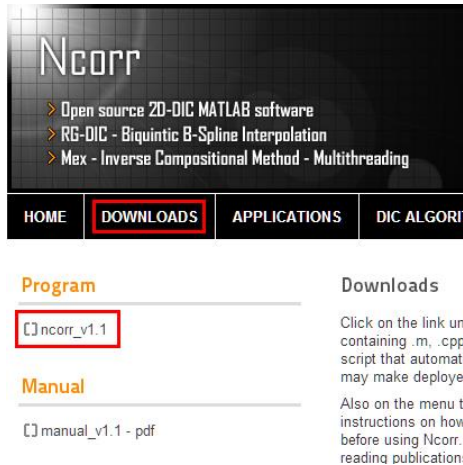 Ncorr
> Open source 2D-DIC MATLAB software
> RG-DIC - Biquintic B-Spline Interpolation
> Mex - Inverse Compositional Method - Multithreading
HOME DOWNLOADS APPLICATIONS DIC ALGORI
Program
[] ncorr_v1.1
Manual
[] manual_v1.1 - pdf
Downloads
Click on the link un
containing .m, .cpp
script that automat
may make deploye
Also on the menu t
instructions on how
before using Ncorr.
reading publications